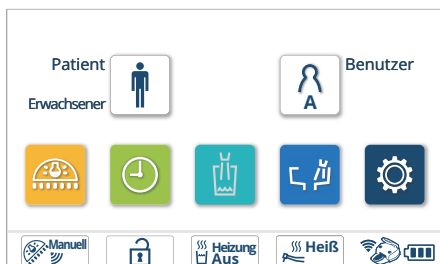 Patient
Erwachsener
Benutzer
A
Manuell
Heizung
Aus
Heiß